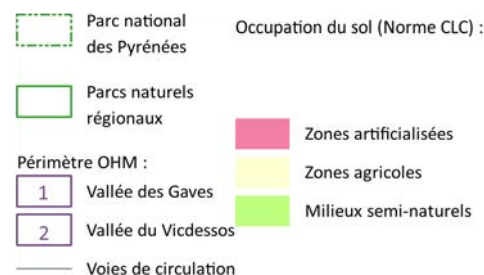 Parc national
des Pyrénées
Parcs naturels
régionaux
Périmètre OHM :
1 Vallée des Gaves
2 Vallée du Vicdessos
Voies de circulation
Occupation du sol (Norme CLC) :
Zones artificialisées
Zones agricoles
Milieux semi-naturels